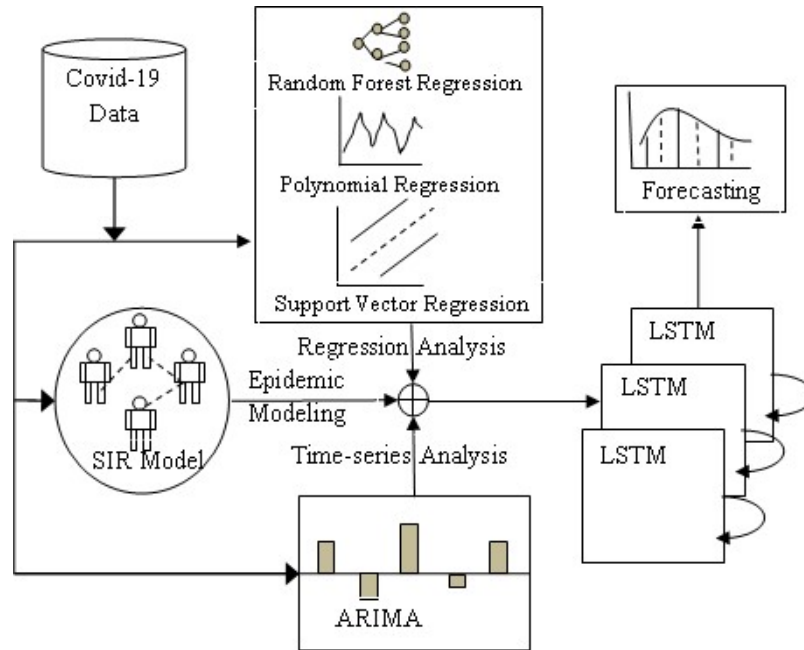 Covid-19
Data
Random Forest Regression
Polynomial Regression
Support Vector Regression
Forecasting
Regression Analysis
Epidemic
Modeling
SIR Model
Time-series Analysis
ARIMA
LSTM
LSTM
LSTM